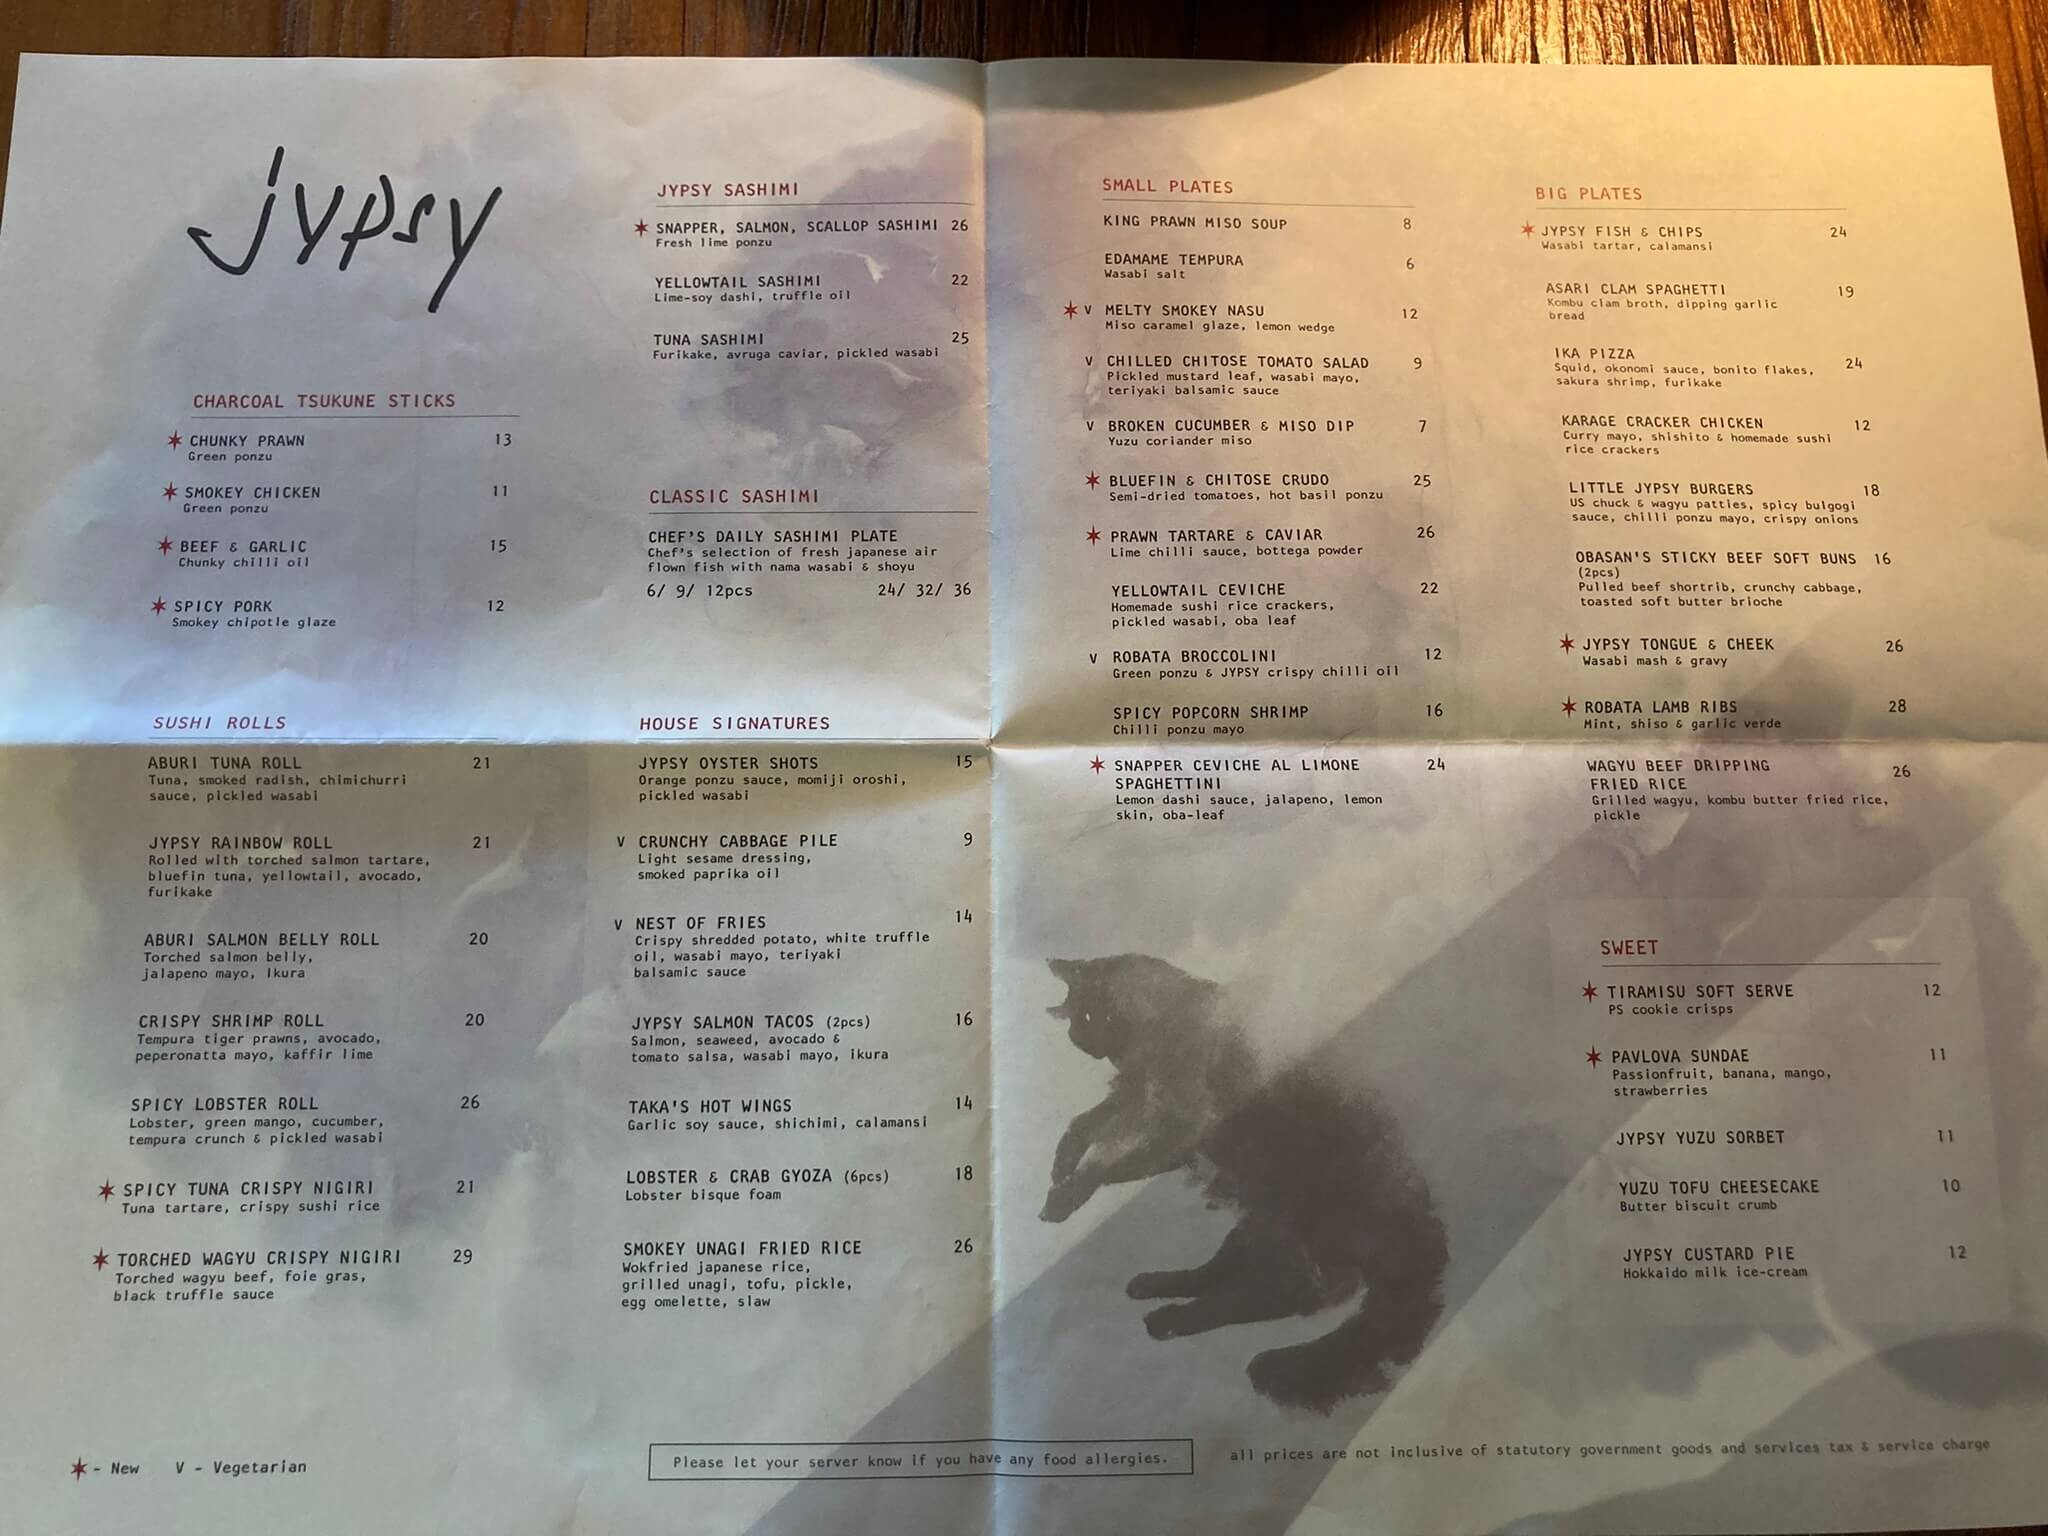 jypsy
CHARCOAL TSUKUNE STICKS
CHUNKY PRAWN 13
Green ponzu
SMOKEY CHICKEN 11
Green ponzu
BEEF & GARLIC 15
Chunky chilli oil
SPICY PORK 12
Smokey chipotle glaze
SUSHI ROLLS
ABURI TUNA ROLL 21
Tuna, smoked radish, chimichurri
sauce, pickled wasabi
JYPSY RAINBOW ROLL 21
Rolled with torched salmon tartare,
bluefin tuna, yellowtail, avocado,
furikake
ABURI SALMON BELLY ROLL 20
Torched salmon belly,
jalapeno mayo, Ikura
CRISPY SHRIMP ROLL 20
Tempura tiger prawns, avocado,
peperonatta mayo, kaffir lime
SPICY LOBSTER ROLL 26
Lobster, green mango, cucumber,
tempura crunch & pickled wasabi
SPICY TUNA CRISPY NIGIRI 21
Tuna tartare, crispy sushi rice
TORCHED WAGYU CRISPY NIGIRI 29
Torched wagyu beef, foie gras,
black truffle sauce
JYPSY SASHIMI
SNAPPER, SALMON, SCALLOP SASHIMI 26
Fresh lime ponzu
YELLOWTAIL SASHIMI 22
Lime-soy dashi, truffle oil
TUNA SASHIMI 25
Furikake, avruga caviar, pickled wasabi
CLASSIC SASHIMI
CHEF'S DAILY SASHIMI PLATE
Chef's selection of fresh japanese air
flown fish with nama wasabi & shoyu
6/ 9/ 12pcs 24/ 32/ 36
HOUSE SIGNATURES
JYPSY OYSTER SHOTS 15
Orange ponzu sauce, momiji oroshi,
pickled wasabi
V CRUNCHY CABBAGE PILE 9
Light sesame dressing,
smoked paprika oil
V NEST OF FRIES 14
Crispy shredded potato, white truffle
oil, wasabi mayo, teriyaki
balsamic sauce
JYPSY SALMON TACOS (2pcs) 16
Salmon, seaweed, avocado &
tomato salsa, wasabi mayo, ikura
TAKA'S HOT WINGS 14
Garlic soy sauce, shichimi, calamansi
LOBSTER & CRAB GYOZA (6pcs) 18
Lobster bisque foam
SMOKEY UNAGI FRIED RICE 26
Wokfried japanese rice,
grilled unagi, tofu, pickle,
egg omelette, slaw
SMALL PLATES
KING PRAWN MISO SOUP 8
EDAMAME TEMPURA 6
Wasabi salt
V MELTY SMOKEY NASU 12
Miso caramel glaze, lemon wedge
V CHILLED CHITOSE TOMATO SALAD 9
Pickled mustard leaf, wasabi mayo,
teriyaki balsamic sauce
V BROKEN CUCUMBER & MISO DIP 7
Yuzu coriander miso
BLUEFIN & CHITOSE CRUDO 25
Semi-dried tomatoes, hot basil ponzu
PRAWN TARTARE & CAVIAR 26
Lime chilli sauce, bottega powder
YELLOWTAIL CEVICHE 22
Homemade sushi rice crackers,
pickled wasabi, oba leaf
V ROBATA BROCCOLINI 12
Green ponzu & JYPSY crispy chilli oil
SPICY POPCORN SHRIMP 16
Chilli ponzu mayo
SNAPPER CEVICHE AL LIMONE 24
SPAGHETTINI
Lemon dashi sauce, jalapeno, lemon
skin, oba-leaf
BIG PLATES
JYPSY FISH & CHIPS 24
Wasabi tartar, calamansi
ASARI CLAM SPAGHETTI 19
Kombu clam broth, dipping garlic
bread
IKA PIZZA 24
Squid, okonomi sauce, bonito flakes,
sakura shrimp, furikake
KARAGE CRACKER CHICKEN 12
Curry mayo, shishito & homemade sushi
rice crackers
LITTLE JYPSY BURGERS 18
US chuck & wagyu patties, spicy bulgogi
sauce, chilli ponzu mayo, crispy onions
OBASAN'S STICKY BEEF SOFT BUNS 16
(2pcs)
Pulled beef shortrib, crunchy cabbage,
toasted soft butter brioche
JYPSY TONGUE & CHEEK 26
Wasabi mash & gravy
ROBATA LAMB RIBS 28
Mint, shiso & garlic verde
WAGYU BEEF DRIPPING 26
FRIED RICE
Grilled wagyu, kombu butter fried rice,
pickle
SWEET
TIRAMISU SOFT SERVE 12
PS cookie crisps
PAVLOVA SUNDAE 11
Passionfruit, banana, mango,
strawberries
JYPSY YUZU SORBET 11
YUZU TOFU CHEESECAKE 10
Butter biscuit crumb
JYPSY CUSTARD PIE 12
Hokkaido milk ice-cream
- New V - Vegetarian
Please let your server know if you have any food allergies.
all prices are not inclusive of statutory government goods and services tax & service charge